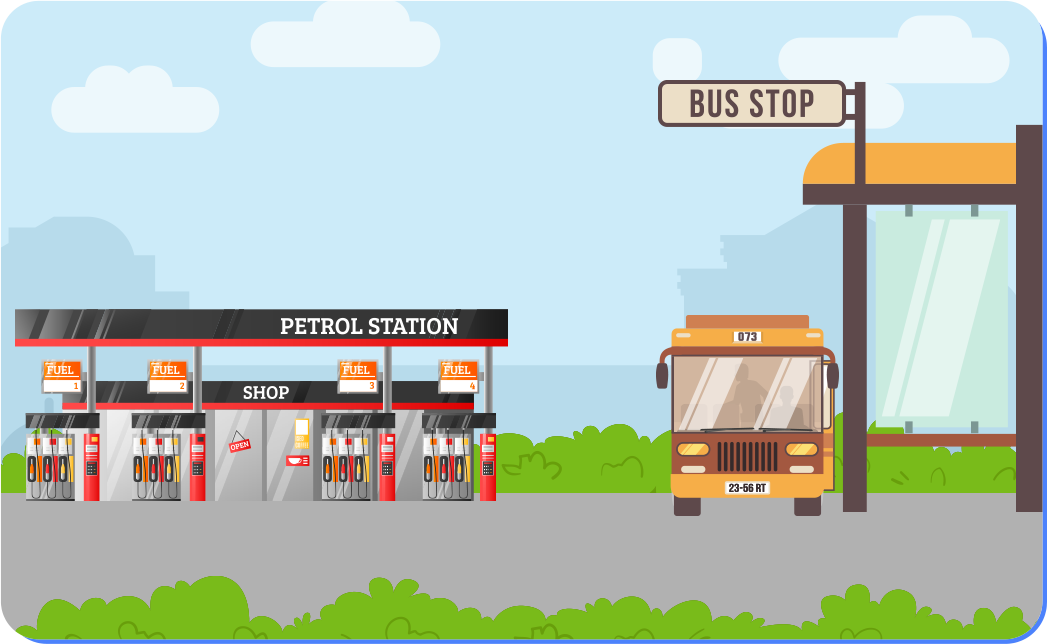 BUS STOP
PETROL STATION
073
FUEL
1
FUEL
2
FUEL
3
FUEL
4
SHOP
OPEN
23-56 RT